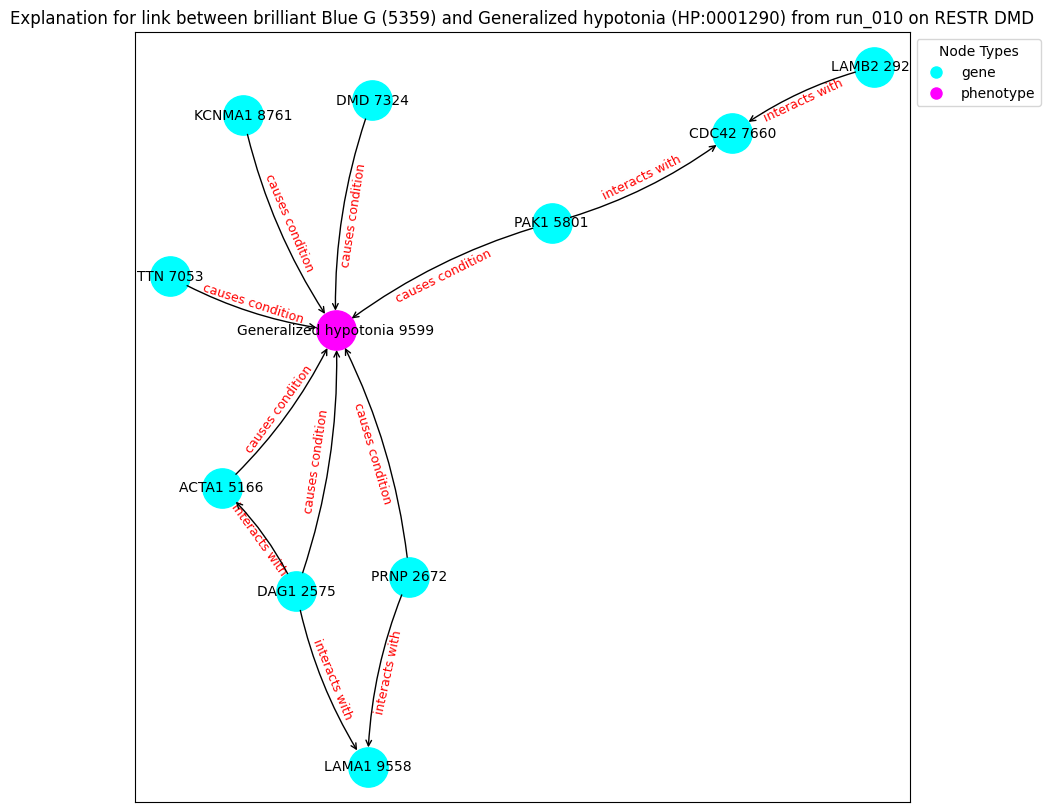 Explanation for link between brilliant Blue G (5359) and Generalized hypotonia (HP:0001290) from run_010 on RESTR DMD
Node Types
gene
phenotype
LAMB2 292
interacts with
DMD 7324
KCNMA1 8761
CDC42 7660
interacts with
causes condition
causes condition
PAK1 5801
causes condition
TTN 7053
causes condition
Generalized hypotonia 9599
causes condition
causes condition
causes condition
ACTA1 5166
interacts with
DAG1 2575
PRNP 2672
interacts with
interacts with
LAMA1 9558